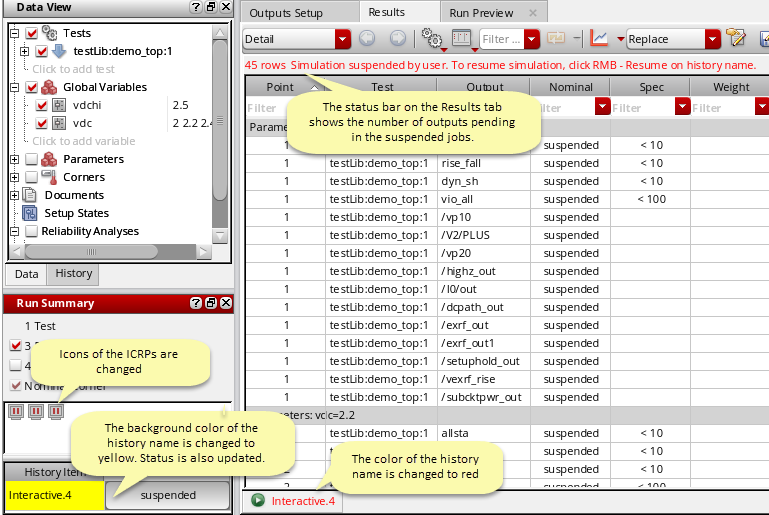 Data View
Tests
testLib:demo_top:1
Click to add test
Global Variables
vdchi 2.5
vdc 2 2.2 2.4
Click to add variable
Parameters
Corners
Documents
Setup States
Reliability Analyses
Data History
Run Summary
1 Test
3
4
Icons of the ICRPs are
changed
The background color of the
history name is changed to
yellow. Status is also updated.
History Item
Interactive.4 suspended
Outputs Setup Results Run Preview
Detail Filter ... Replace
45 rows Simulation suspended by user. To resume simulation, click RMB - Resume on history name.
Point Test Output Nominal Spec Weight
Filter Filter Filter Filter
The status bar on the Results tab
shows the number of outputs pending
in the suspended jobs.
1 suspended < 10
1 testLib:demo_top:1 rise_fall suspended < 10
1 testLib:demo_top:1 dyn_sh suspended < 10
1 testLib:demo_top:1 vio_all suspended < 100
1 testLib:demo_top:1 /vp10 suspended
1 testLib:demo_top:1 /V2/PLUS suspended
1 testLib:demo_top:1 /vp20 suspended
1 testLib:demo_top:1 /highz_out suspended
1 testLib:demo_top:1 /I0/out suspended
1 testLib:demo_top:1 /dcpath_out suspended
1 testLib:demo_top:1 /exrf_out suspended
1 testLib:demo_top:1 /exrf_out1 suspended
1 testLib:demo_top:1 /setuphold_out suspended
1 testLib:demo_top:1 /vexrf_rise suspended
1 testLib:demo_top:1 /subcktpwr_out suspended
eters: vdc=2.2
testLib:demo_top:1 allsta suspended < 10
suspended < 10
suspended < 10
suspended < 100
The color of the history
name is changed to red
Interactive.4